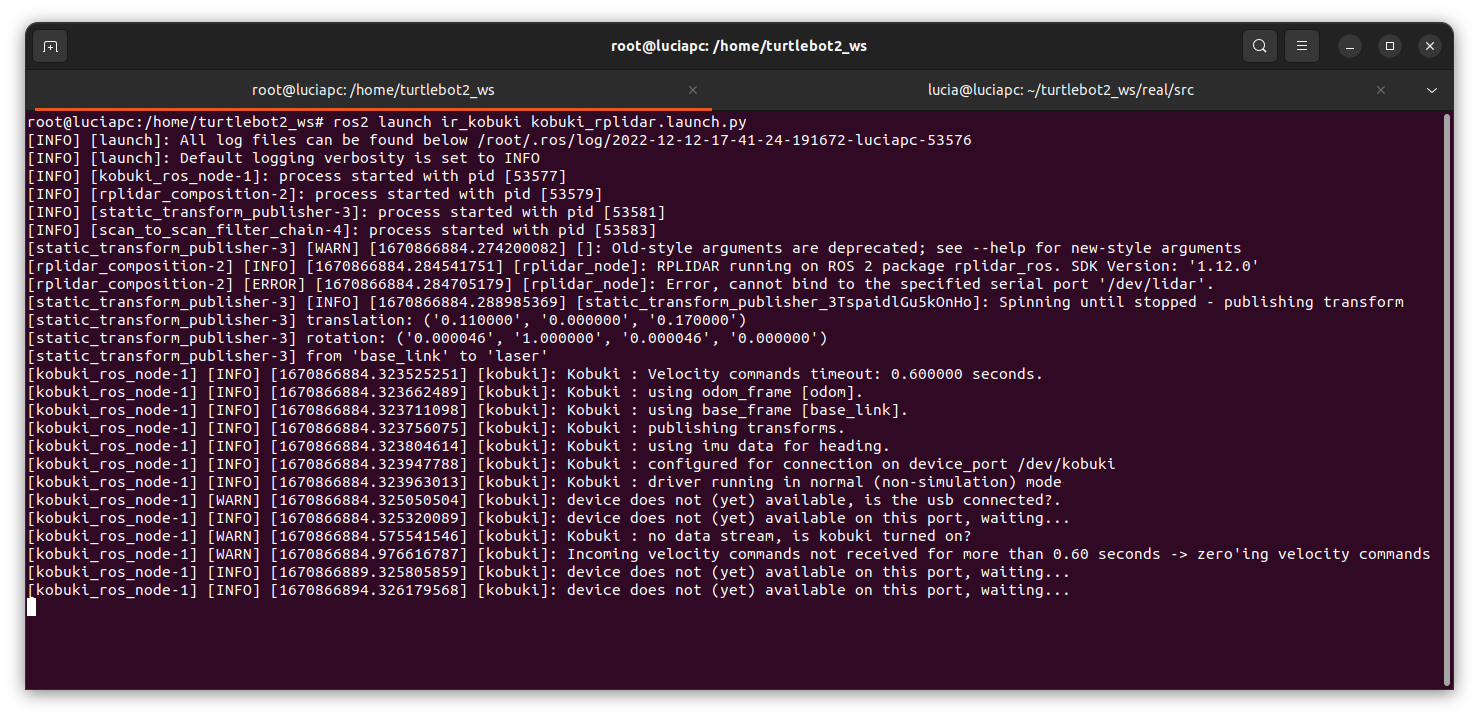 root@luciapc: /home/turtlebot2_ws
root@luciapc: /home/turtlebot2_ws
lucia@luciapc: ~/turtlebot2_ws/real/src
root@luciapc:/home/turtlebot2_ws# ros2 launch ir_kobuki kobuki_rplidar.launch.py
[INFO] [launch]: All log files can be found below /root/.ros/log/2022-12-12-17-41-24-191672-luciapc-53576
[INFO] [launch]: Default logging verbosity is set to INFO
[INFO] [kobuki_ros_node-1]: process started with pid [53577]
[INFO] [rplidar_composition-2]: process started with pid [53579]
[INFO] [static_transform_publisher-3]: process started with pid [53581]
[INFO] [scan_to_scan_filter_chain-4]: process started with pid [53583]
[static_transform_publisher-3] [WARN] [1670866884.274200082] []: Old-style arguments are deprecated; see --help for new-style arguments
[rplidar_composition-2] [INFO] [1670866884.284541751] [rplidar_node]: RPLIDAR running on ROS 2 package rplidar_ros. SDK Version: '1.12.0'
[rplidar_composition-2] [ERROR] [1670866884.284705179] [rplidar_node]: Error, cannot bind to the specified serial port '/dev/lidar'.
[static_transform_publisher-3] [INFO] [1670866884.288985369] [static_transform_publisher_3TspaidlGu5kOnHo]: Spinning until stopped - publishing transform
[static_transform_publisher-3] translation: ('0.110000', '0.000000', '0.170000')
[static_transform_publisher-3] rotation: ('0.000046', '1.000000', '0.000046', '0.000000')
[static_transform_publisher-3] from 'base_link' to 'laser'
[kobuki_ros_node-1] [INFO] [1670866884.323525251] [kobuki]: Kobuki : Velocity commands timeout: 0.600000 seconds.
[kobuki_ros_node-1] [INFO] [1670866884.323662489] [kobuki]: Kobuki : using odom_frame [odom].
[kobuki_ros_node-1] [INFO] [1670866884.323711098] [kobuki]: Kobuki : using base_frame [base_link].
[kobuki_ros_node-1] [INFO] [1670866884.323756075] [kobuki]: Kobuki : publishing transforms.
[kobuki_ros_node-1] [INFO] [1670866884.323804614] [kobuki]: Kobuki : using imu data for heading.
[kobuki_ros_node-1] [INFO] [1670866884.323947788] [kobuki]: Kobuki : configured for connection on device_port /dev/kobuki
[kobuki_ros_node-1] [INFO] [1670866884.323963013] [kobuki]: Kobuki : driver running in normal (non-simulation) mode
[kobuki_ros_node-1] [WARN] [1670866884.325050504] [kobuki]: device does not (yet) available, is the usb connected?.
[kobuki_ros_node-1] [INFO] [1670866884.325320089] [kobuki]: device does not (yet) available on this port, waiting...
[kobuki_ros_node-1] [WARN] [1670866884.575541546] [kobuki]: Kobuki : no data stream, is kobuki turned on?
[kobuki_ros_node-1] [WARN] [1670866884.976616787] [kobuki]: Incoming velocity commands not received for more than 0.60 seconds -> zero'ing velocity commands
[kobuki_ros_node-1] [INFO] [1670866889.325805859] [kobuki]: device does not (yet) available on this port, waiting...
[kobuki_ros_node-1] [INFO] [1670866894.326179568] [kobuki]: device does not (yet) available on this port, waiting...